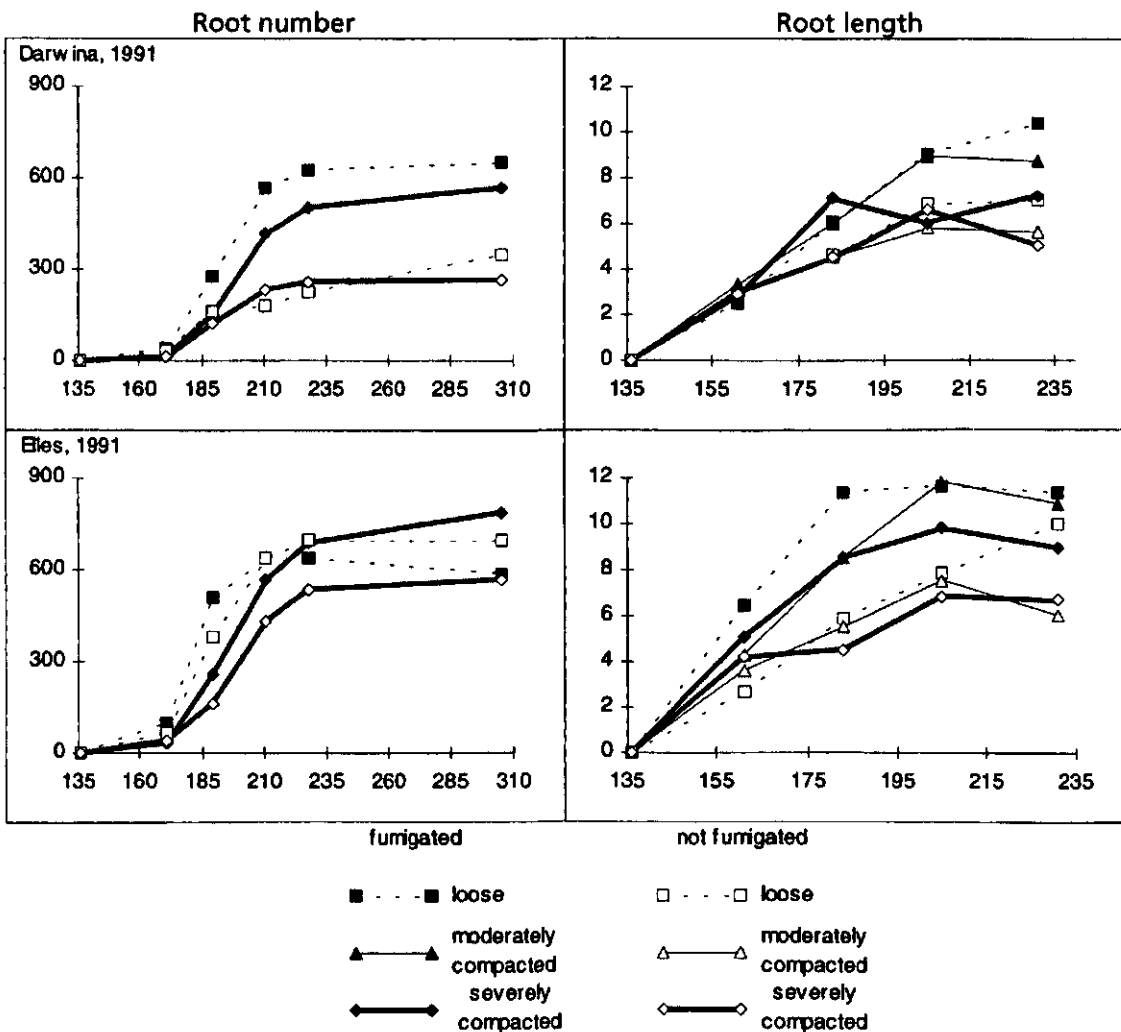 Root number Root length
Darwina, 1991
900
600
300
0
135 160 185 210 235 260 285 310
12
10
8
6
4
2
0
135 155 175 195 215 235
Elles, 1991
900
600
300
0
135 160 185 210 235 260 285 310
12
10
8
6
4
2
0
135 155 175 195 215 235
fumigated not fumigated
loose loose
moderately moderately
compacted compacted
severely severely
compacted compacted